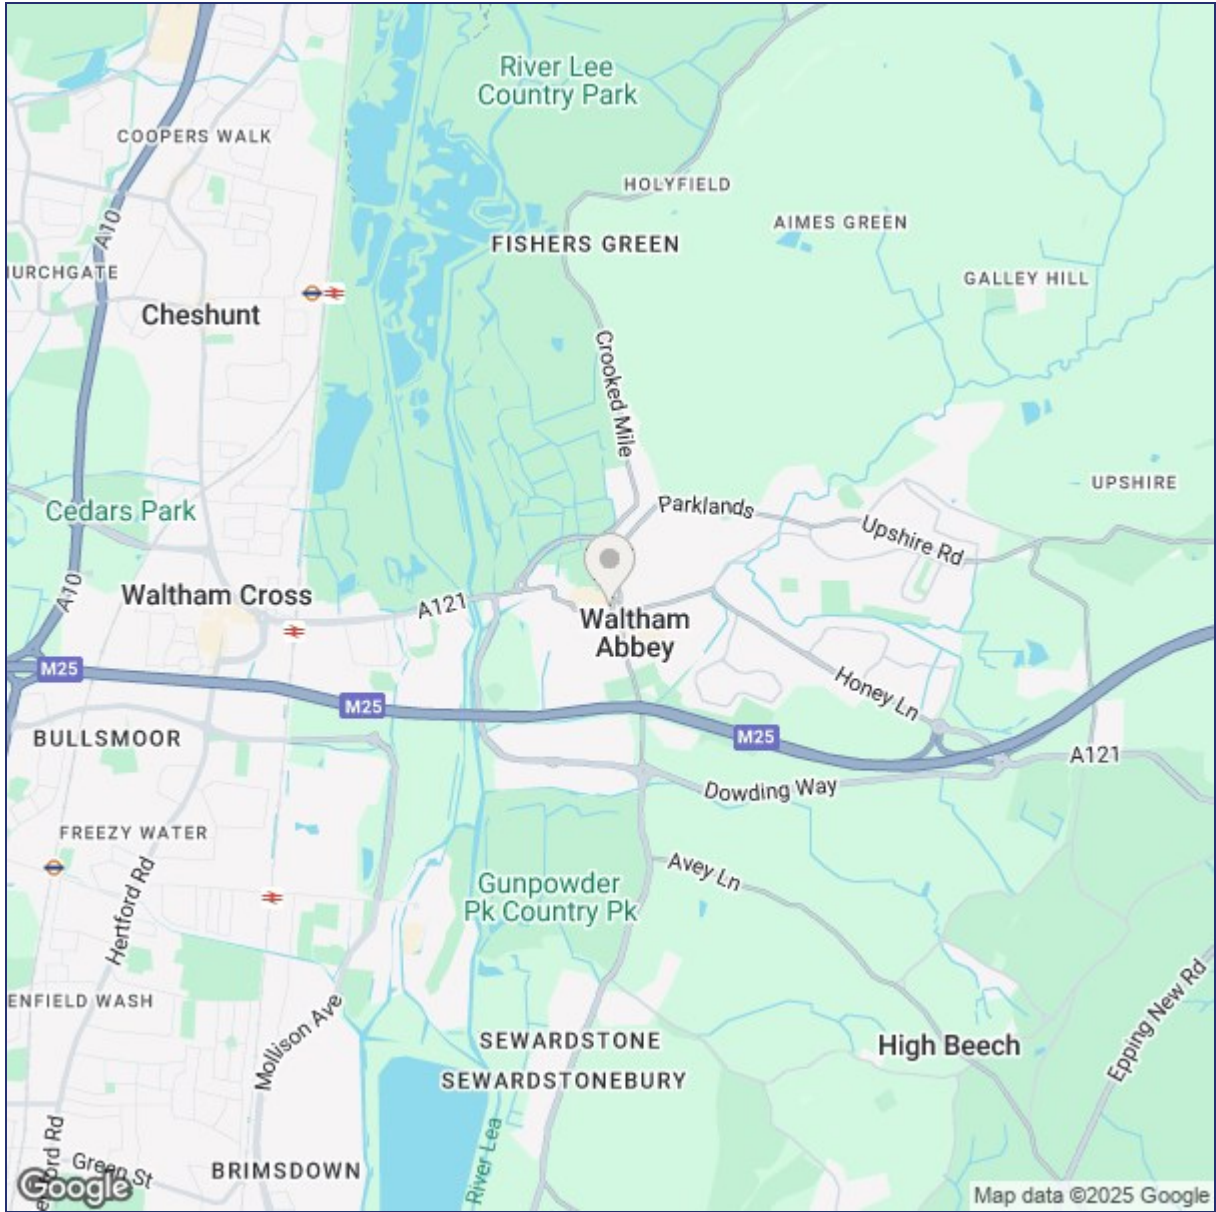 River Lee
Country Park
COOPERS WALK
HOLYFIELD
AIMES GREEN
A10
FISHERS GREEN
URCHGATE
GALLEY HILL
Cheshunt
Crooked Mile
UPSHIRE
Cedars Park
Parklands
Upshire Rd
A10
Waltham Cross
A121
Waltham
Abbey
M25
Honey Ln
M25
M25
BULLSMOOR
A121
Dowding Way
FREEZY WATER
Avey Ln
Hertford Rd
Gunpowder
Pk Country Pk
ENFIELD WASH
Mollison Ave
Epping New Rd
SEWARDSTONE
High Beech
SEWARDSTONEBURY
River Lea
ertford Rd
Green St
BRIMSDOWN
Google
Map data ©2025 Google